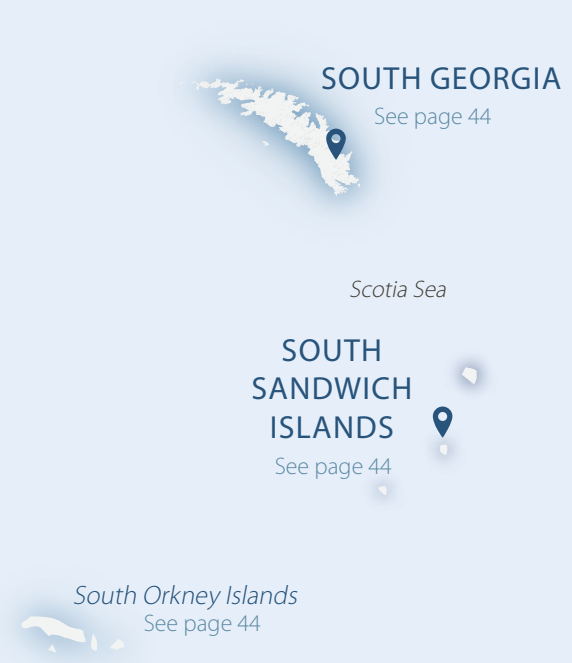 SOUTH GEORGIA
See page 44
Scotia Sea
SOUTH
SANDWICH
ISLANDS
See page 44
South Orkney Islands
See page 44